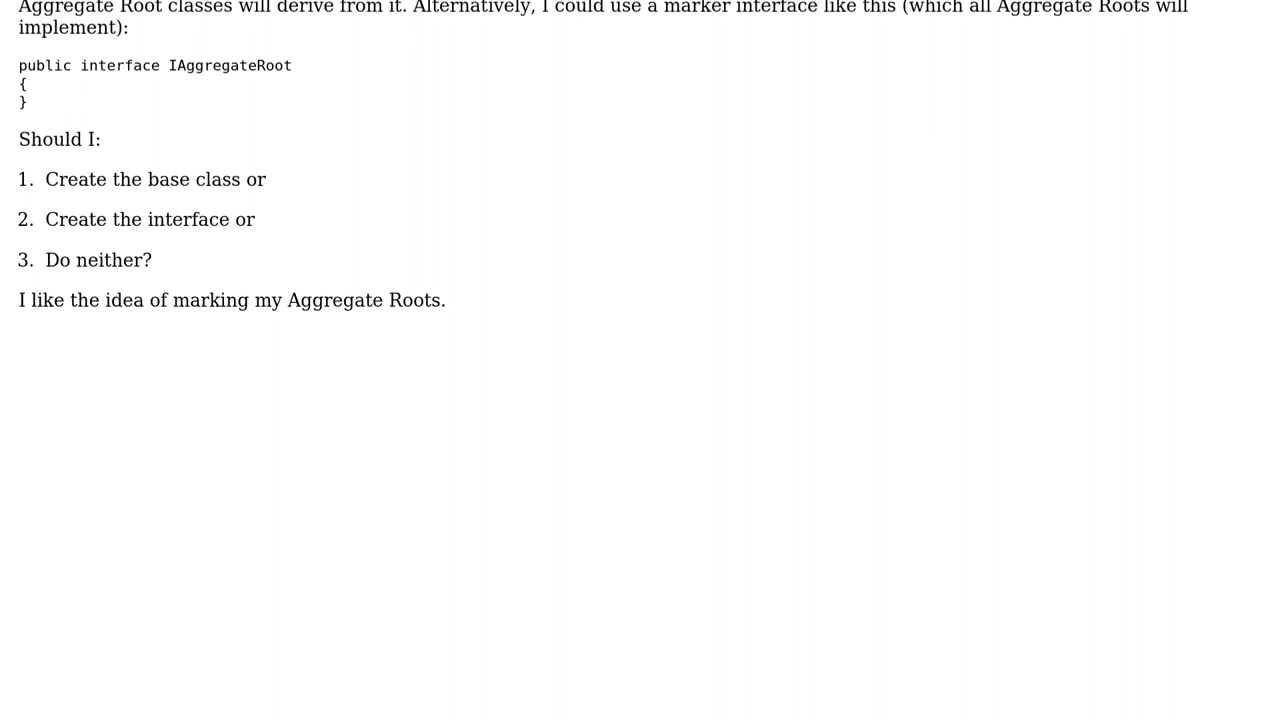 Aggregate Root classes will derive from it. Alternatively, I could use a marker interface like this (which all Aggregate Roots will
implement):
public interface IAggregateRoot
{
}
Should I:
1. Create the base class or
2. Create the interface or
3. Do neither?
I like the idea of marking my Aggregate Roots.